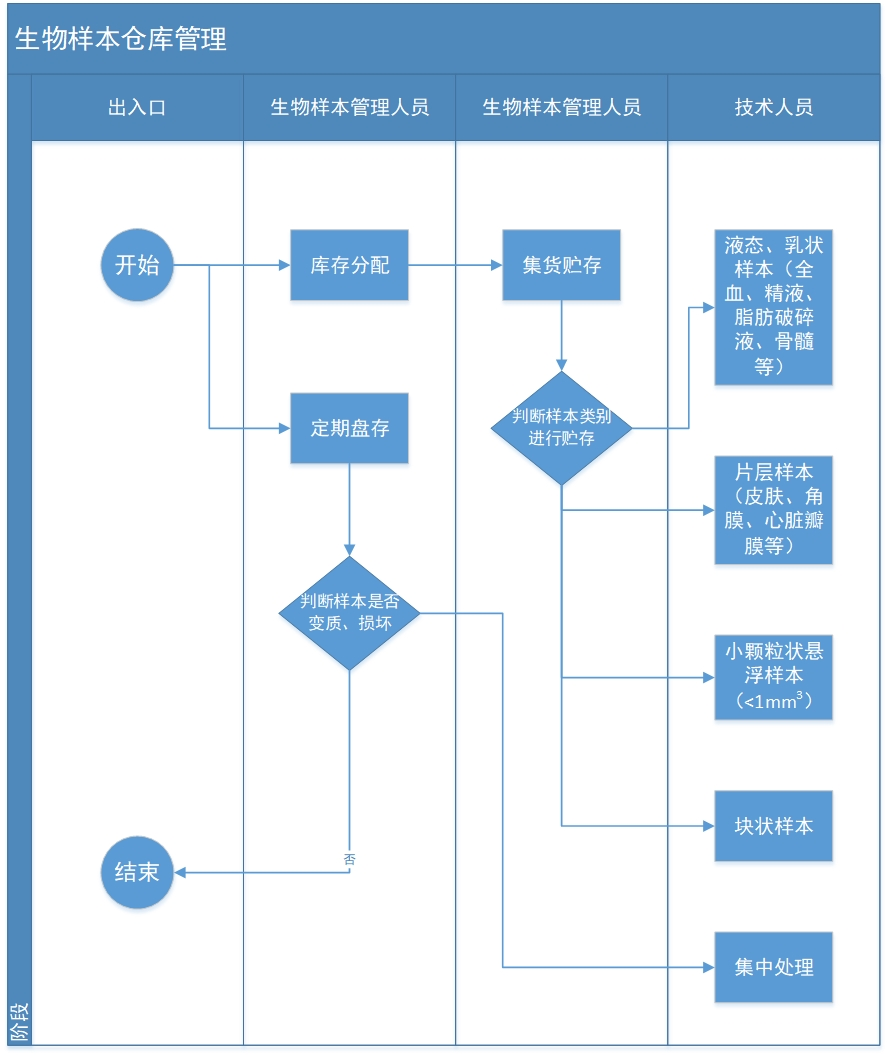 生物样本仓库管理
出入口
生物样本管理人员
生物样本管理人员
技术人员
开始
库存分配
集货贮存
液态、乳状
样本（全
血、精液、
脂肪破碎
液、骨髓
等）
定期盘存
判断样本类别
进行贮存
片层样本
（皮肤、角
膜、心脏瓣
膜等）
判断样本是否
变质、损坏
小颗粒状悬
浮样本
（<1mm³）
块状样本
否
结束
集中处理
阶段